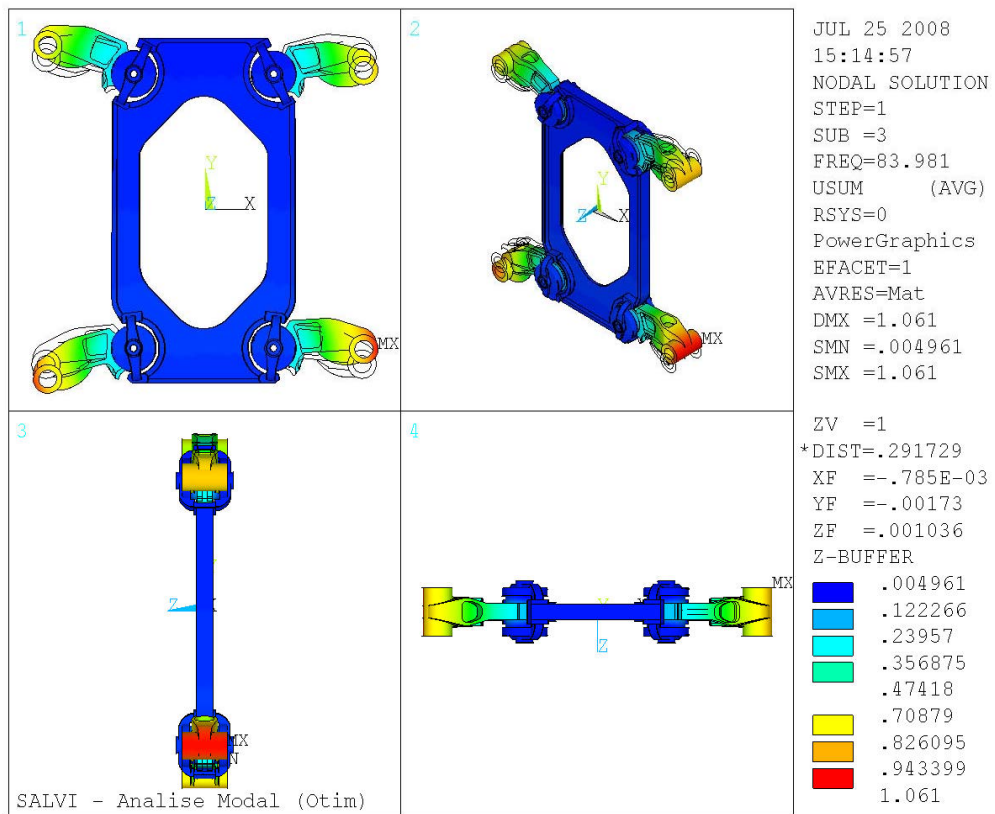 1
2
3
4
Y
Z
X
Y
Z
X
MX
MX
Z
X
MX
N
MX
Y
Z
SALVI - Analise Modal (Otim)
JUL 25 2008
15:14:57
NODAL SOLUTION
STEP=1
SUB =3
FREQ=83.981
USUM (AVG)
RSYS=0
PowerGraphics
EFACET=1
AVRES=Mat
DMX =1.061
SMN =.004961
SMX =1.061
ZV =1
*DIST=.291729
XF =-.785E-03
YF =-.00173
ZF =.001036
Z-BUFFER
.004961
.122266
.23957
.356875
.47418
.70879
.826095
.943399
1.061